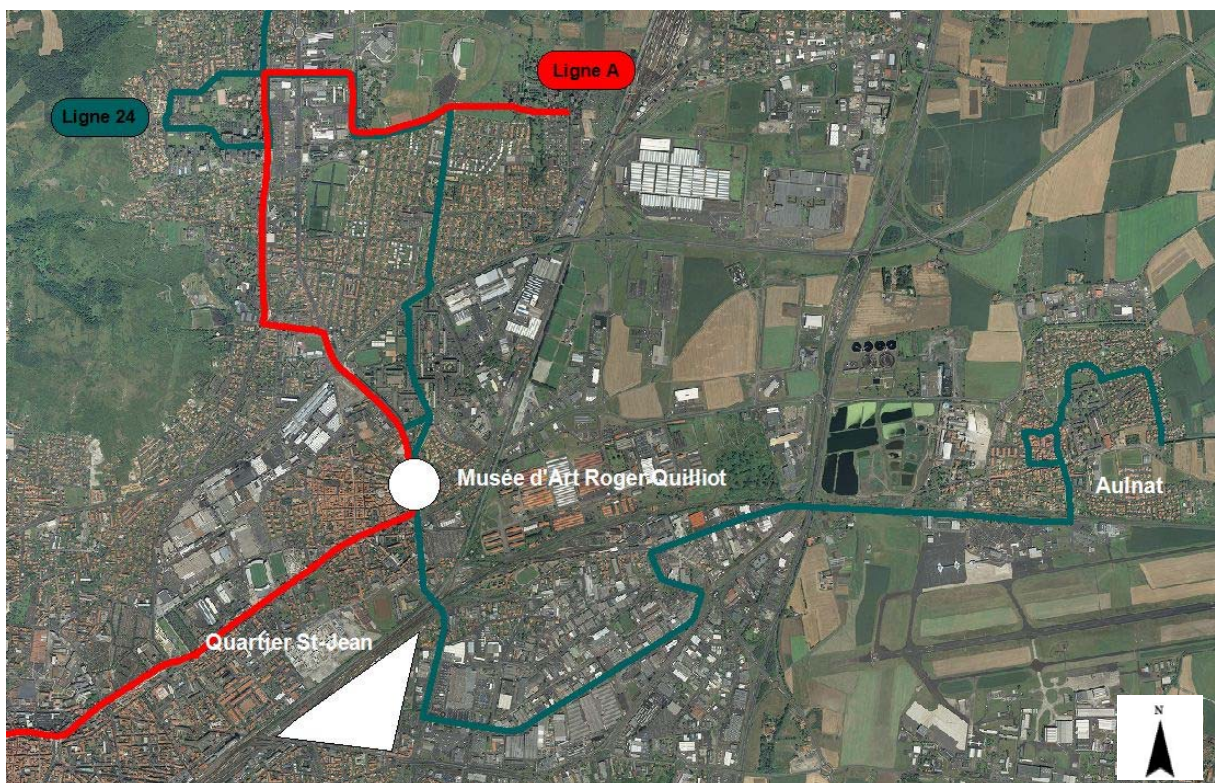 Ligne A
Ligne 24
Musée d'Art Roger Quilliot
Aulnat
Quartier St-Jean
N